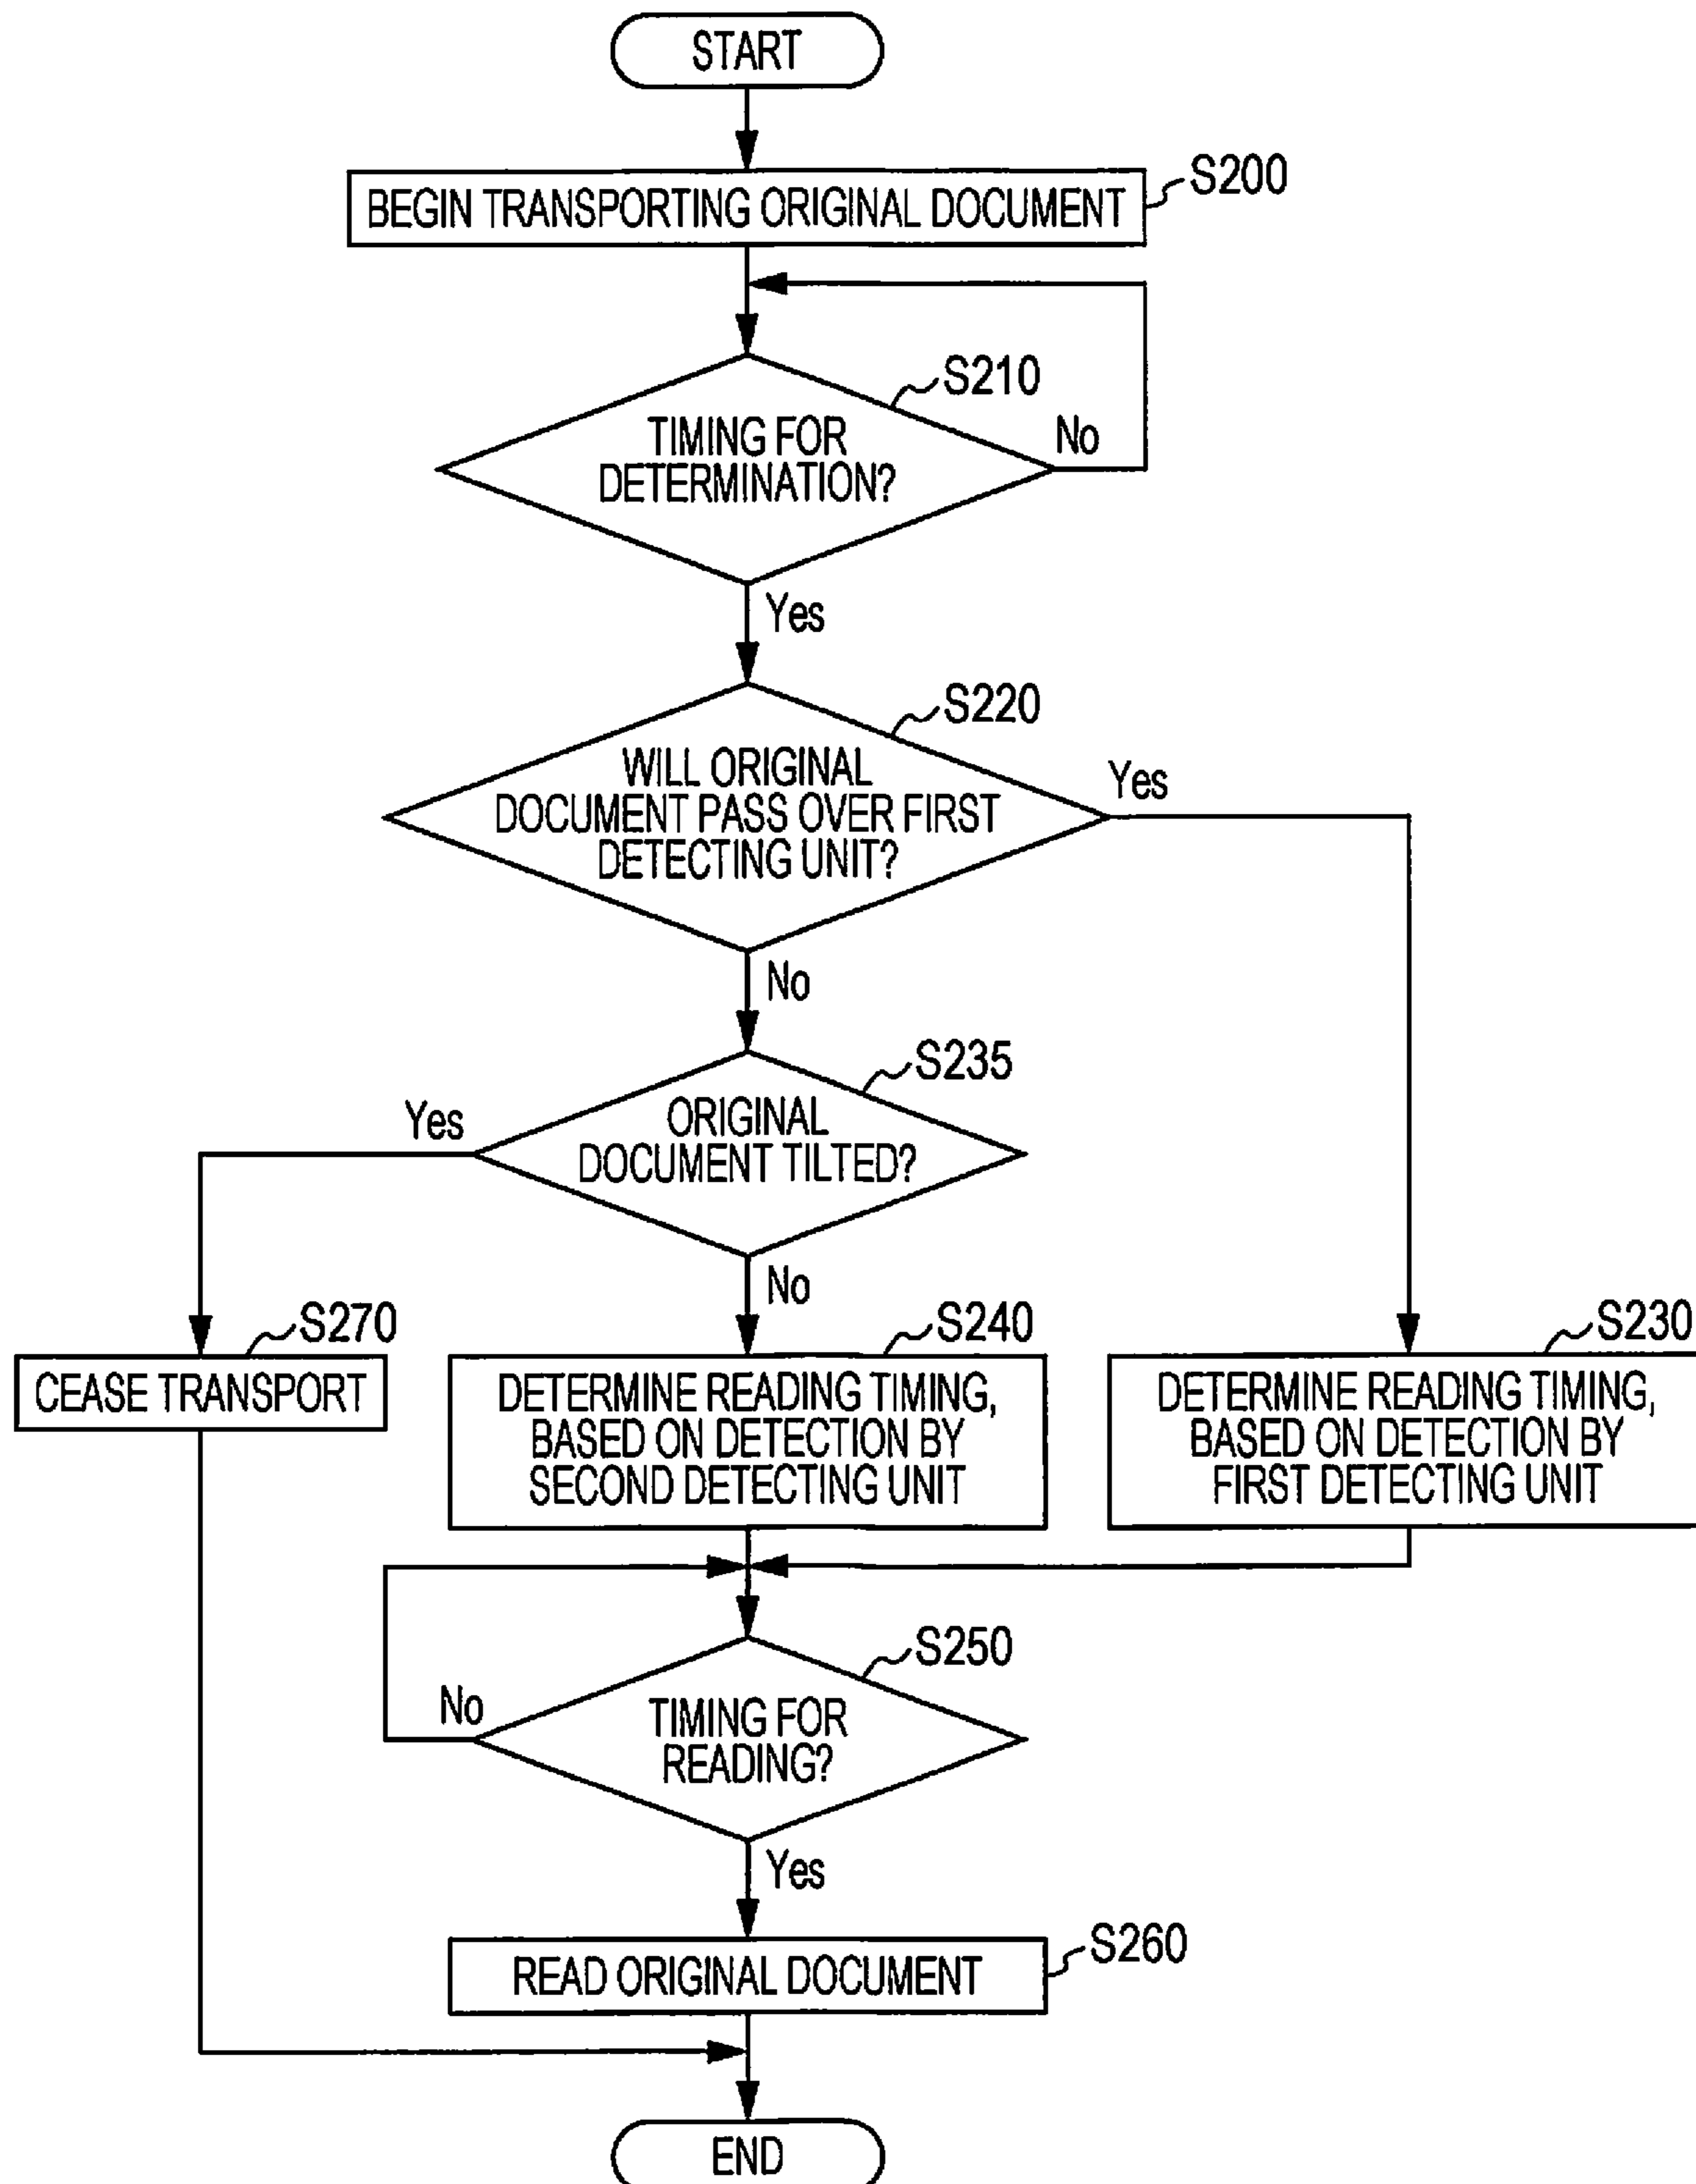 START
BEGIN TRANSPORTING ORIGINAL DOCUMENT
S200
S210
TIMING FOR
DETERMINATION?
No
Yes
S220
WILL ORIGINAL
DOCUMENT PASS OVER FIRST
DETECTING UNIT?
Yes
No
S235
ORIGINAL
DOCUMENT TILTED?
Yes
No
S270
CEASE TRANSPORT
S240
DETERMINE READING TIMING,
BASED ON DETECTION BY
SECOND DETECTING UNIT
S230
DETERMINE READING TIMING,
BASED ON DETECTION BY
FIRST DETECTING UNIT
S250
TIMING FOR
READING?
No
Yes
S260
READ ORIGINAL DOCUMENT
END